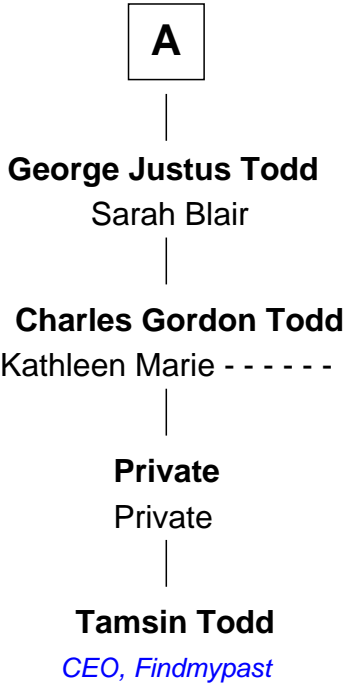 A
George Justus Todd
Sarah Blair
Charles Gordon Todd
Kathleen Marie - - - - - -
Private
Private
Tamsin Todd
CEO, Findmypast